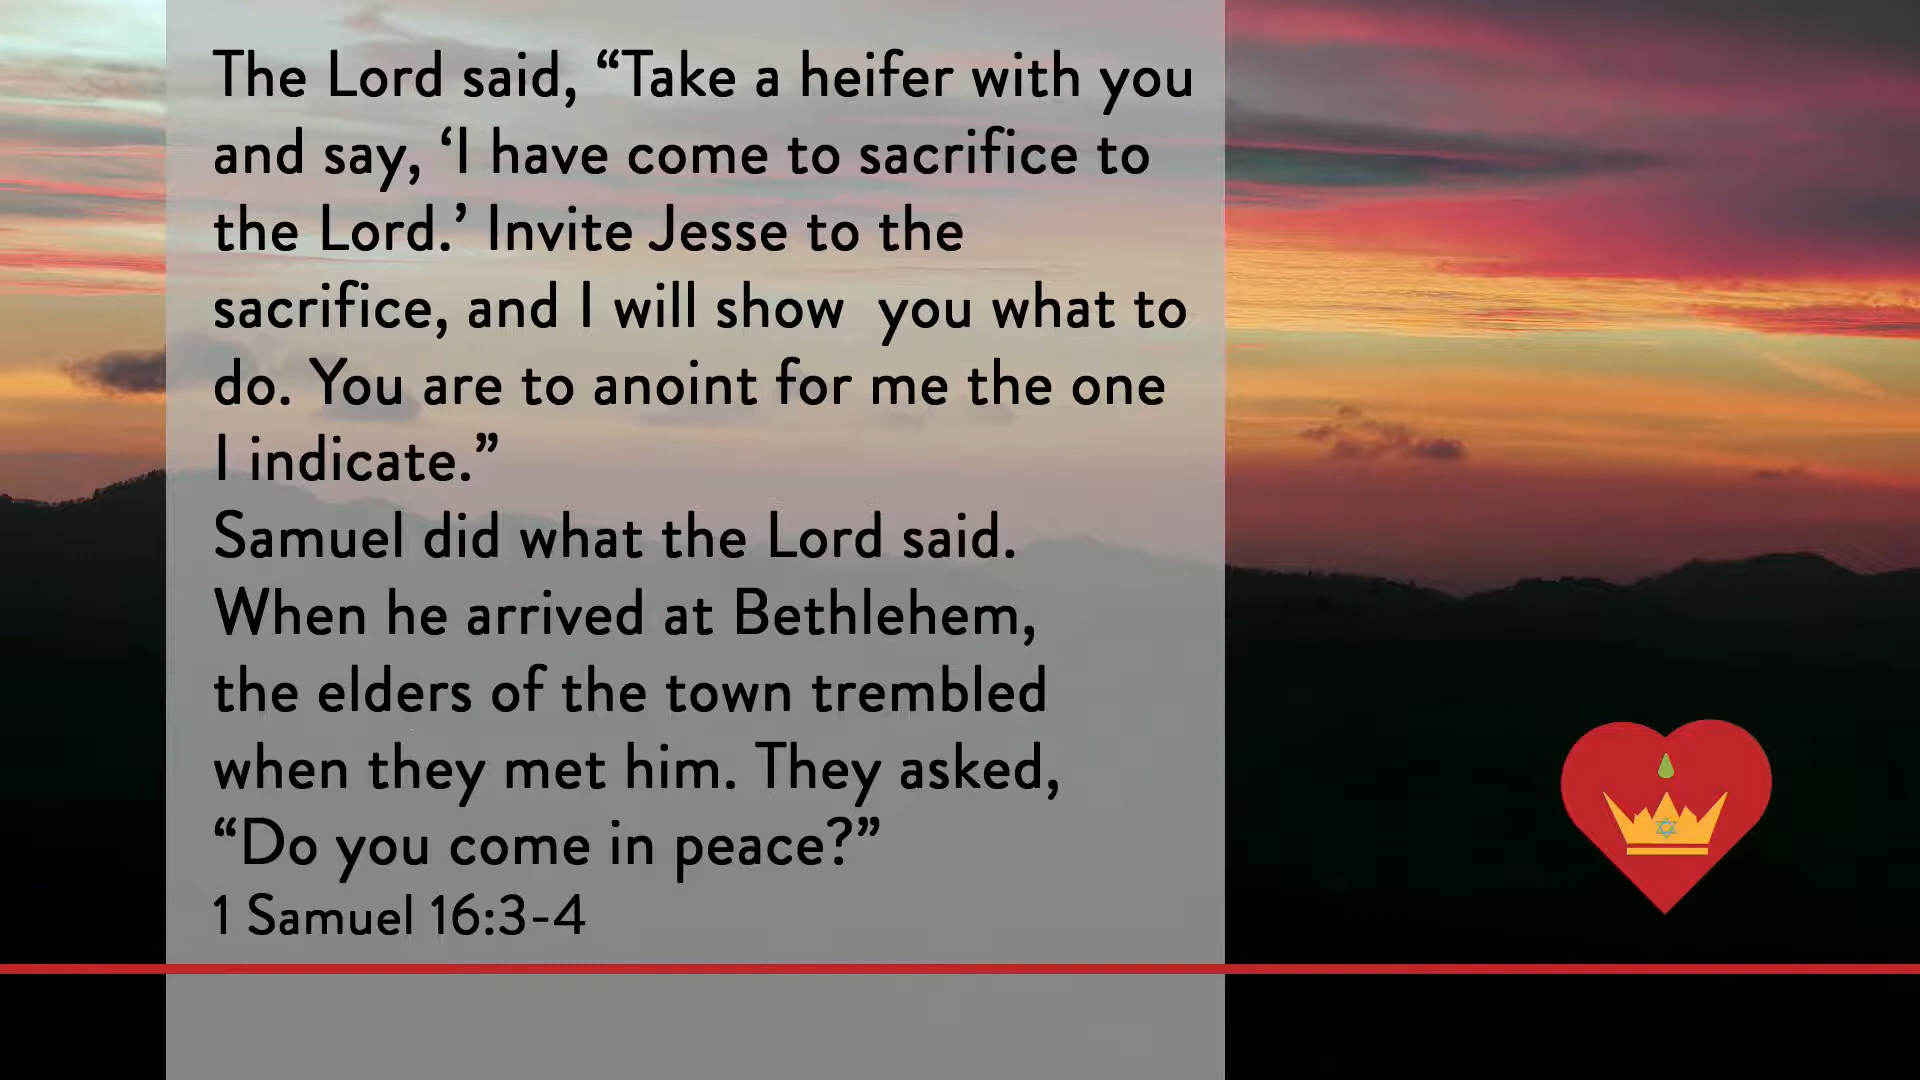 The Lord said, “Take a heifer with you
and say, ‘I have come to sacrifice to
the Lord.’ Invite Jesse to the
sacrifice, and I will show  you what to
do. You are to anoint for me the one
I indicate.”
Samuel did what the Lord said.
When he arrived at Bethlehem,
the elders of the town trembled
when they met him. They asked,
“Do you come in peace?”
1 Samuel 16:3-4